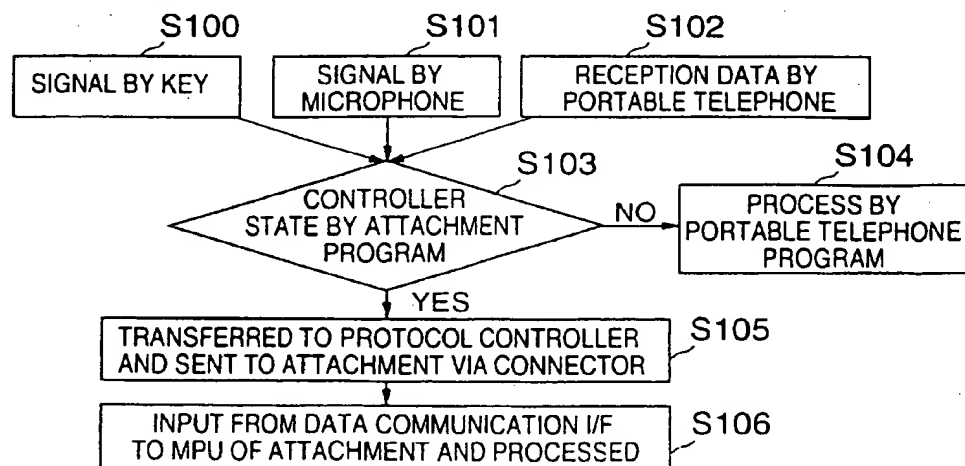 S100
S101
S102
SIGNAL BY KEY
SIGNAL BY
MICROPHONE
RECEPTION DATA BY
PORTABLE TELEPHONE
S103
CONTROLLER
STATE BY ATTACHMENT
PROGRAM
NO
S104
PROCESS BY
PORTABLE TELEPHONE
PROGRAM
YES
TRANSFERRED TO PROTOCOL CONTROLLER
AND SENT TO ATTACHMENT VIA CONNECTOR
S105
INPUT FROM DATA COMMUNICATION I/F
TO MPU OF ATTACHMENT AND PROCESSED
S106